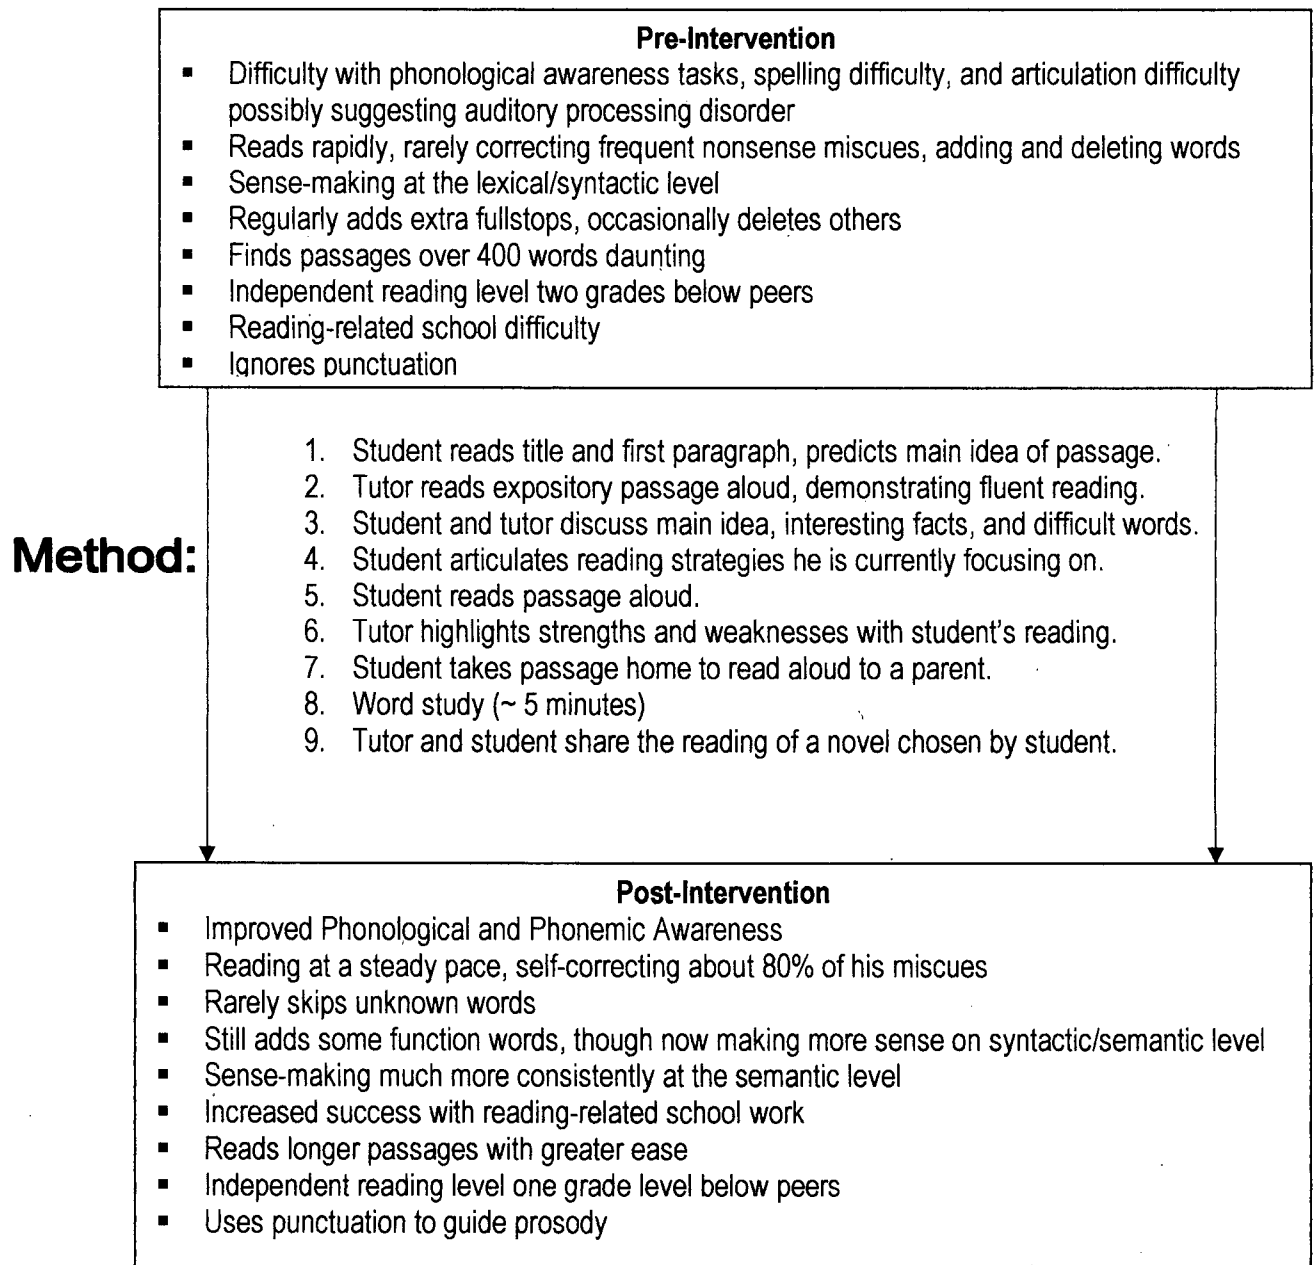 Pre-Intervention
▪ Difficulty with phonological awareness tasks, spelling difficulty, and articulation difficulty
possibly suggesting auditory processing disorder
▪ Reads rapidly, rarely correcting frequent nonsense miscues, adding and deleting words
▪ Sense-making at the lexical/syntactic level
▪ Regularly adds extra fullstops, occasionally deletes others
▪ Finds passages over 400 words daunting
▪ Independent reading level two grades below peers
▪ Reading-related school difficulty
▪ Ignores punctuation
Method:
1. Student reads title and first paragraph, predicts main idea of passage.
2. Tutor reads expository passage aloud, demonstrating fluent reading.
3. Student and tutor discuss main idea, interesting facts, and difficult words.
4. Student articulates reading strategies he is currently focusing on.
5. Student reads passage aloud.
6. Tutor highlights strengths and weaknesses with student's reading.
7. Student takes passage home to read aloud to a parent.
8. Word study (~ 5 minutes)
9. Tutor and student share the reading of a novel chosen by student.
Post-Intervention
▪ Improved Phonological and Phonemic Awareness
▪ Reading at a steady pace, self-correcting about 80% of his miscues
▪ Rarely skips unknown words
▪ Still adds some function words, though now making more sense on syntactic/semantic level
▪ Sense-making much more consistently at the semantic level
▪ Increased success with reading-related school work
▪ Reads longer passages with greater ease
▪ Independent reading level one grade level below peers
▪ Uses punctuation to guide prosody